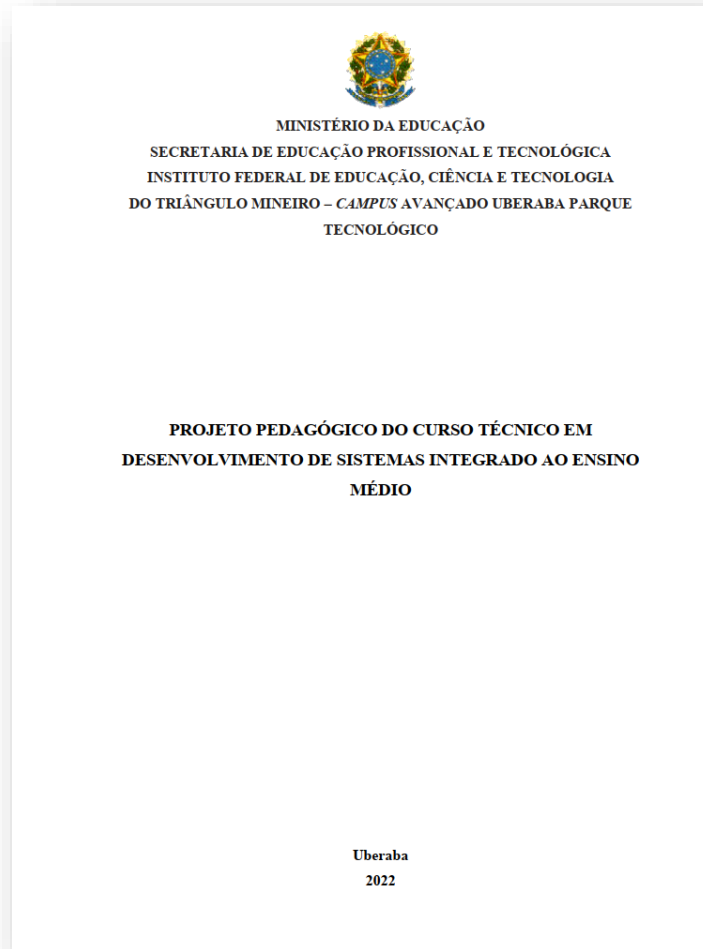 MINISTÉRIO DA EDUCAÇÃO
SECRETARIA DE EDUCAÇÃO PROFISSIONAL E TECNOLÓGICA
INSTITUTO FEDERAL DE EDUCAÇÃO, CIÊNCIA E TECNOLOGIA
DO TRIÂNGULO MINEIRO – CAMPUS AVANÇADO UBERABA PARQUE
TECNOLÓGICO
PROJETO PEDAGÓGICO DO CURSO TÉCNICO EM
DESENVOLVIMENTO DE SISTEMAS INTEGRADO AO ENSINO
MÉDIO
Uberaba
2022